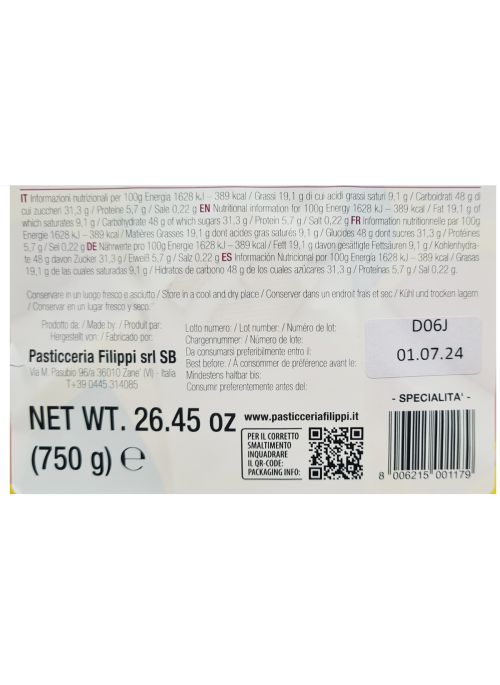 IT Informazioni nutrizionali per 100g Energia 1628 kJ – 389 kcal / Grassi 19,1 g di cui acidi grassi saturi 9,1 g / Carboidrati 48 g di
cui zuccheri 31,3 g / Proteine 5,7 g / Sale 0,22 g EN Nutritional information for 100g Energy 1628 kJ – 389 kcal / Fat 19,1 g of
which saturates 9,1 g / Carbohydrate 48 g of which sugars 31,3 g / Protein 5,7 g / Salt 0,22 g FR Information nutritionnelle par 100g
Energie 1628 kJ – 389 kcal / Matières Grasses 19,1 g dont acides gras saturés 9,1 g / Glucides 48 g dont sucres 31,3 g / Protéines
5,7 g / Sel 0,22 g DE Nährwerte pro 100g Energie 1628 kJ – 389 kcal / Fett 19,1 g davon gesättigte Fettsäuren 9,1 g / Kohlenhydra-
te 48 g davon Zucker 31,3 g / Eiweiß 5,7 g / Salz 0,22 g ES Información Nutricional por 100g Energía 1628 kJ – 389 kcal / Grasas
19,1 g de las cuales saturadas 9,1 g / Hidratos de carbono 48 g de los cuales azúcares 31,3 g / Proteínas 5,7 g / Sal 0,22 g.
Conservare in un luogo fresco e asciutto / Store in a cool and dry place / Conserver dans un endroit frais et sec / Kühl und trocken lagern
/ Conservar en un lugar fresco y seco.
Prodotto da: / Made by: / Produit par:
Hergestellt von: / Fabricado por:
Pasticceria Filippi srl SB
Via M. Pasubio 96/a 36010 Zane' (VI) - Italia
T+39 0445 314085
Lotto numero: / Lot number: / Numéro de lot:
Chargennummer: / Número de lote:
Da consumarsi preferibilmente entro il:
Best before: / À consommer de préférence avant le:
Mindestens haltbar bis:
Consumir preferentemente antes del:
D06J
01.07.24
- SPECIALITA' -
NET WT. 26.45 oz
(750 g) ℮
www.pasticceriafilippi.it
PER IL CORRETTO
SMALTIMENTO
INQUADRARE
IL QR-CODE:
PACKAGING INFO:
8 006215 001179